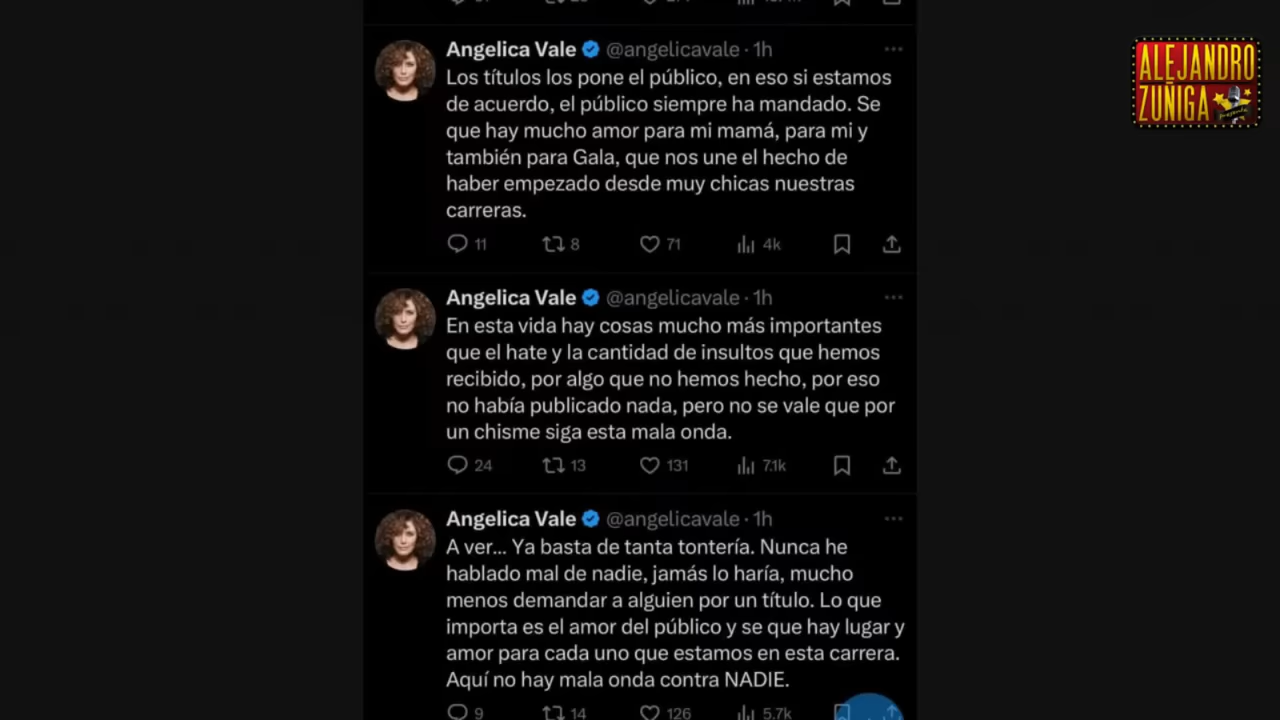 Angelica Vale @angelicavale · 1h
Los títulos los pone el público, en eso si estamos
de acuerdo, el público siempre ha mandado. Se
que hay mucho amor para mi mamá, para mi y
también para Gala, que nos une el hecho de
haber empezado desde muy chicas nuestras
carreras.
11 8 71 4k
Angelica Vale @angelicavale · 1h
En esta vida hay cosas mucho más importantes
que el hate y la cantidad de insultos que hemos
recibido, por algo que no hemos hecho, por eso
no había publicado nada, pero no se vale que por
un chisme siga esta mala onda.
24 13 131 7.1k
Angelica Vale @angelicavale · 1h
A ver... Ya basta de tanta tontería. Nunca he
hablado mal de nadie, jamás lo haría, mucho
menos demandar a alguien por un título. Lo que
importa es el amor del público y se que hay lugar y
amor para cada uno que estamos en esta carrera.
Aquí no hay mala onda contra NADIE.
9 14 126 5.7k
ALEJANDRO
ZUÑIGA